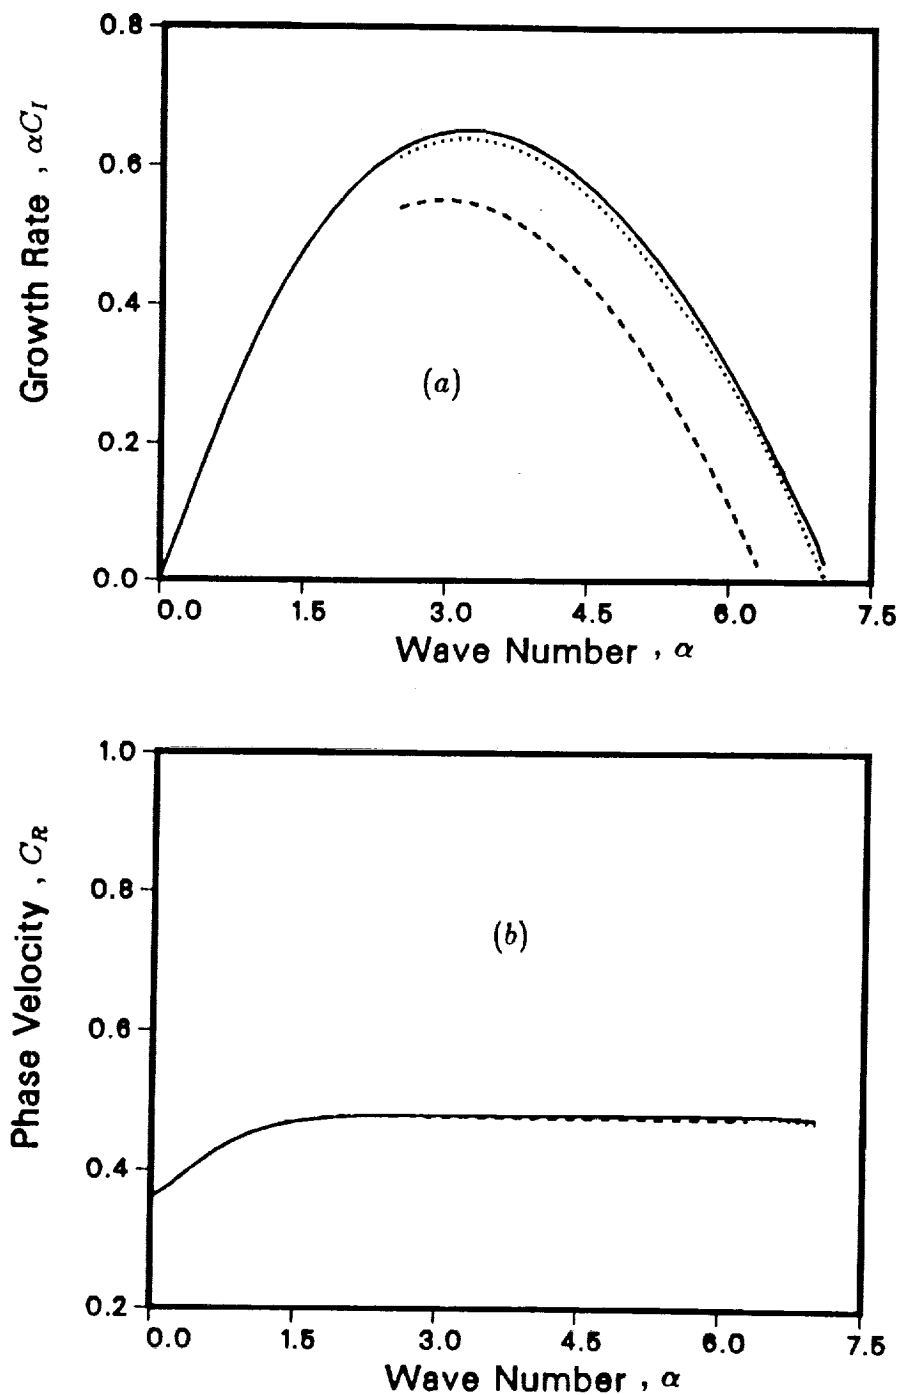 0.8
0.6
0.4
0.2
0.0
Growth Rate , αC_I
(a)
0.0 1.5 3.0 4.5 6.0 7.5
Wave Number , α
1.0
0.8
0.6
0.4
0.2
Phase Velocity , C_R
(b)
0.0 1.5 3.0 4.5 6.0 7.5
Wave Number , α